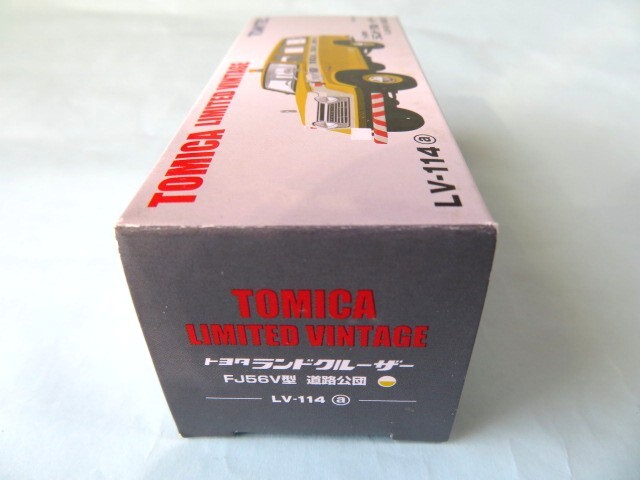 TOMICA LIMITED VINTAGE
LV-114 ⓐ
TOMICA
LIMITED VINTAGE
トヨタ ランドクルーザー
FJ56V型 道路公団
LV-114 ⓐ